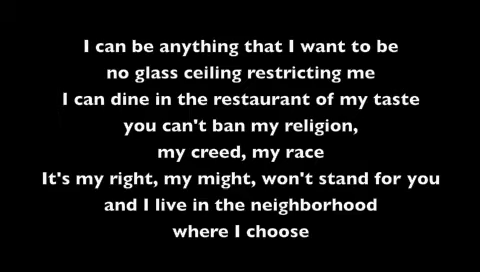 I can be anything that I want to be
no glass ceiling restricting me
I can dine in the restaurant of my taste
you can't ban my religion,
my creed, my race
It's my right, my might, won't stand for you
and I live in the neighborhood
where I choose